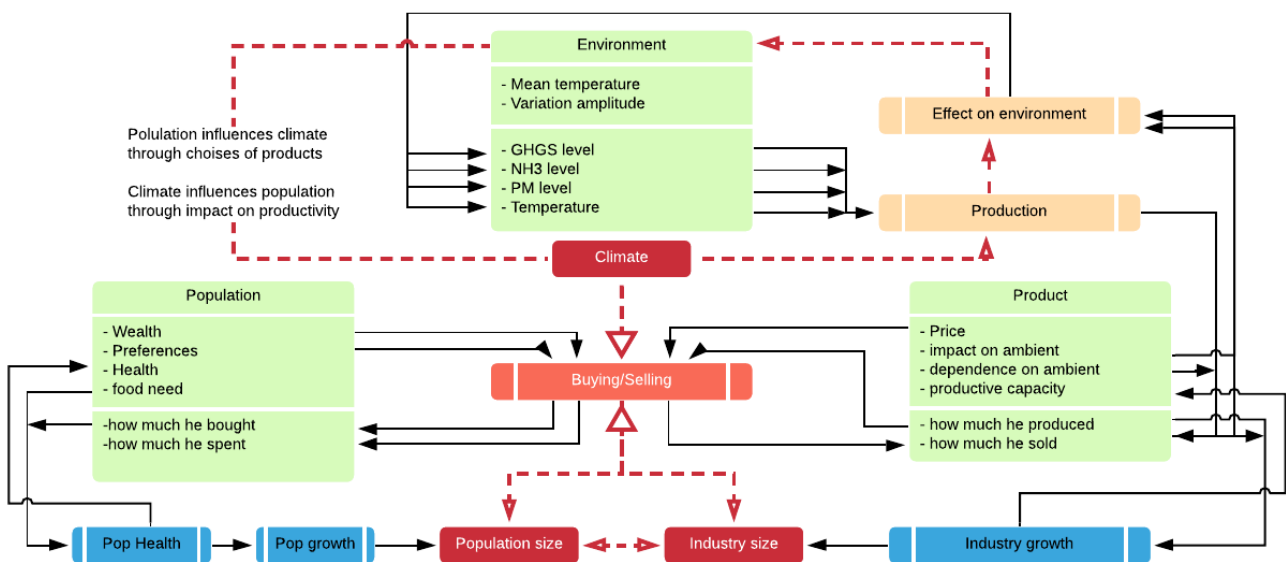 Environment
- Mean temperature
- Variation amplitude
- GHGS level
- NH3 level
- PM level
- Temperature
Effect on environment
Production
Polulation influences climate
through choises of products
Climate influences population
through impact on productivity
Climate
Population
- Wealth
- Preferences
- Health
- food need
-how much he bought
-how much he spent
Buying/Selling
Product
- Price
- impact on ambient
- dependence on ambient
- productive capacity
- how much he produced
- how much he sold
Pop Health
Pop growth
Population size
Industry size
Industry growth